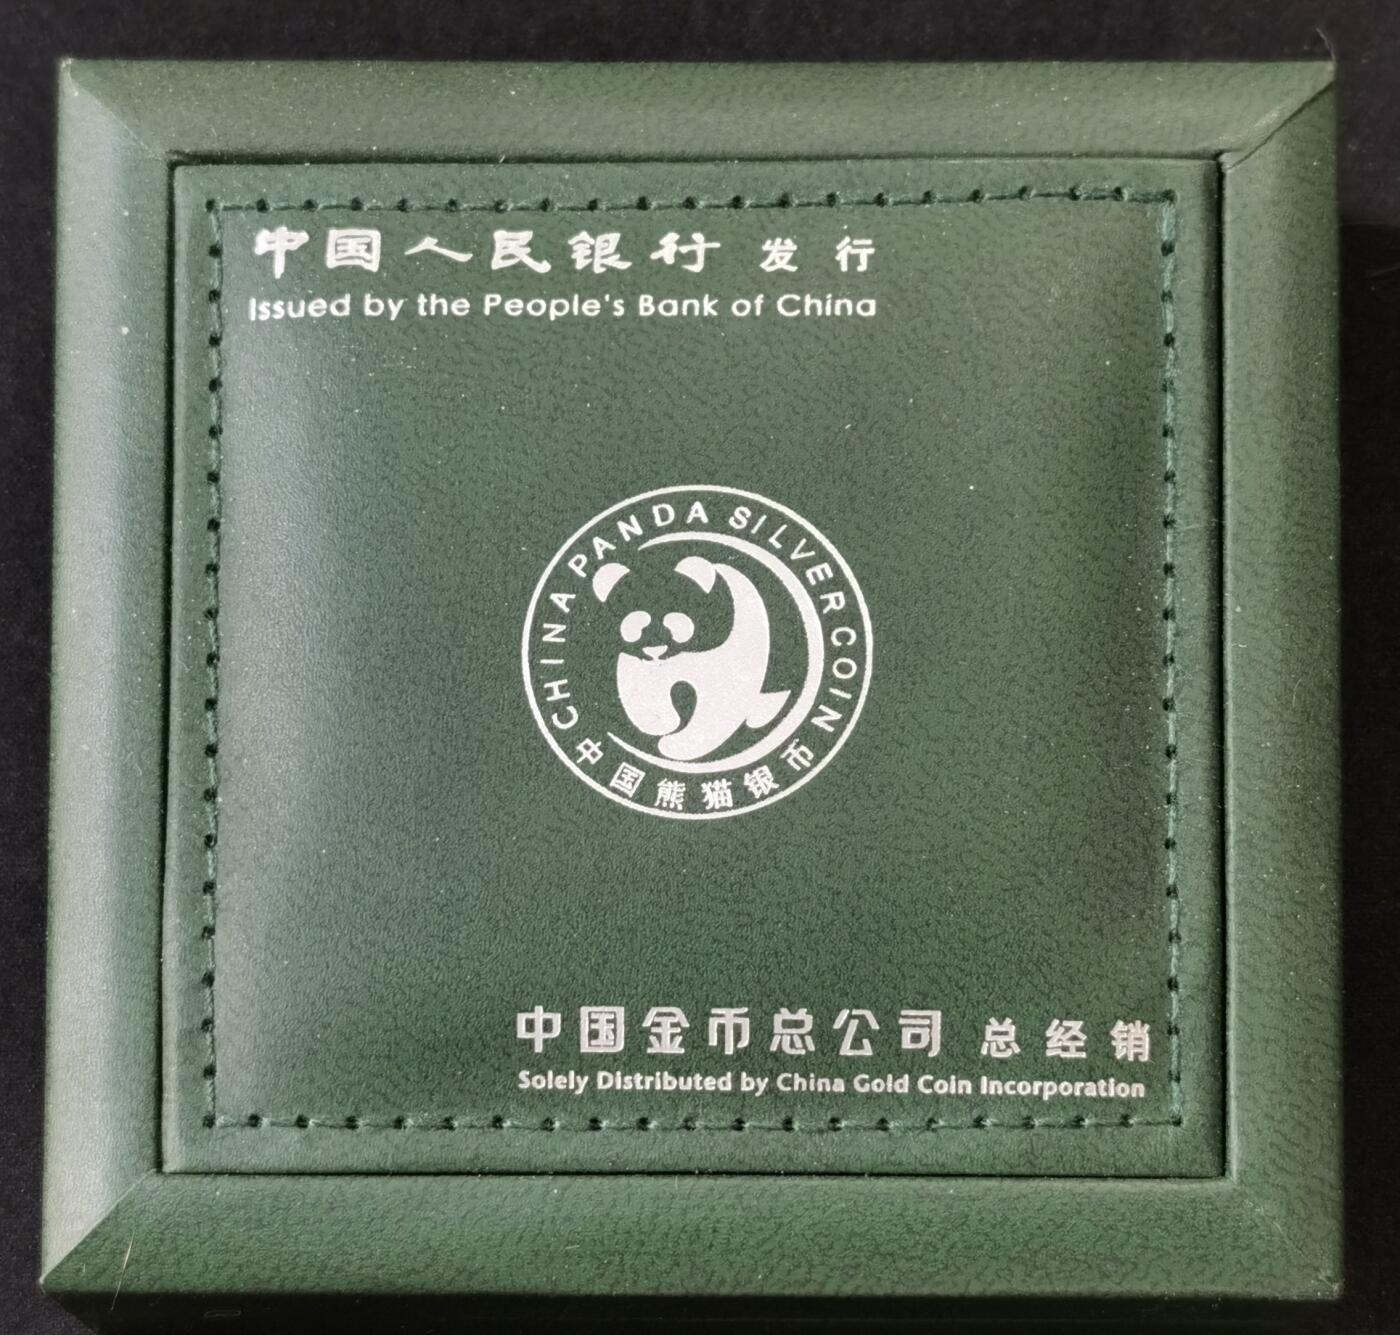 中国人民银行 发行
Issued by the People's Bank of China
CHINA PANDA SILVER COIN
中国熊猫银币
中国金币总公司 总经销
Solely Distributed by China Gold Coin Incorporation